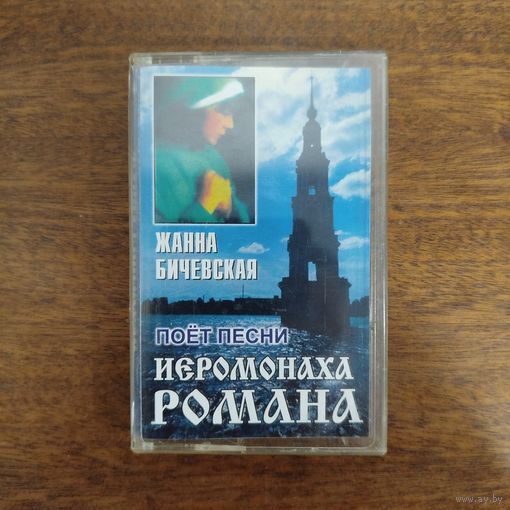 ЖАННА
БИЧЕВСКАЯ
ПОЁТ ПЕСНИ
ИЕРОМОНАХА
РОМАНА
www.ay.by